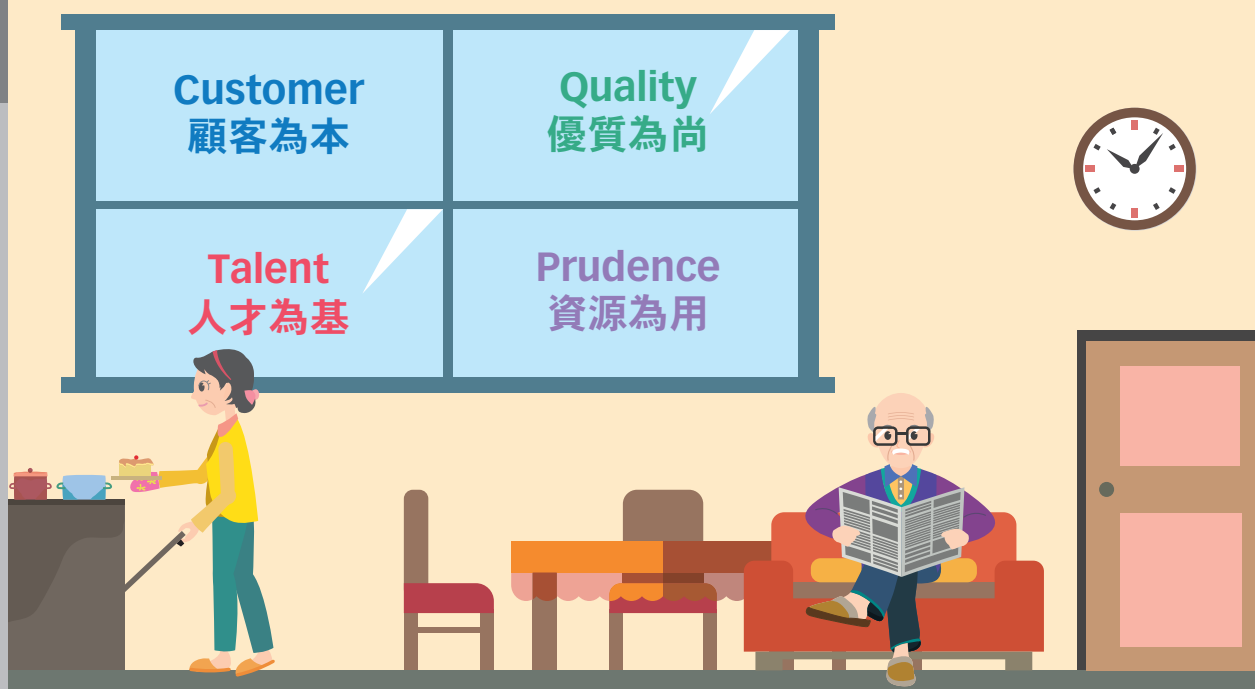 Customer
顧客為本
Quality
優質為尚
Talent
人才為基
Prudence
資源為用